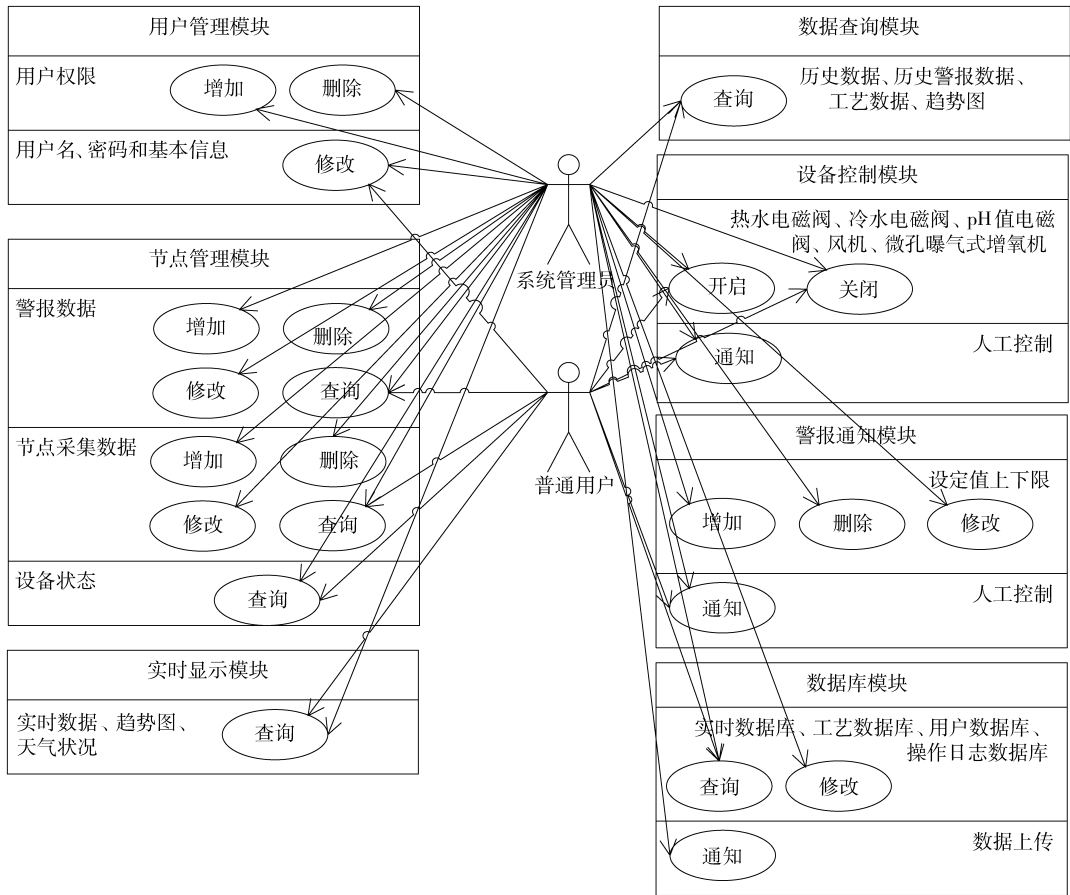 用户管理模块
用户权限
增加
删除
用户名、密码和基本信息
修改
节点管理模块
警报数据
增加
删除
修改
查询
节点采集数据
增加
删除
修改
查询
设备状态
查询
实时显示模块
实时数据、趋势图、
天气状况
查询
系统管理员
普通用户
数据查询模块
查询
历史数据、历史警报数据、
工艺数据、趋势图
设备控制模块
热水电磁阀、冷水电磁阀、pH值电磁
阀、风机、微孔曝气式增氧机
开启
关闭
人工控制
通知
警报通知模块
设定值上下限
增加
删除
修改
人工控制
通知
数据库模块
实时数据库、工艺数据库、用户数据库、
操作日志数据库
查询
修改
数据上传
通知